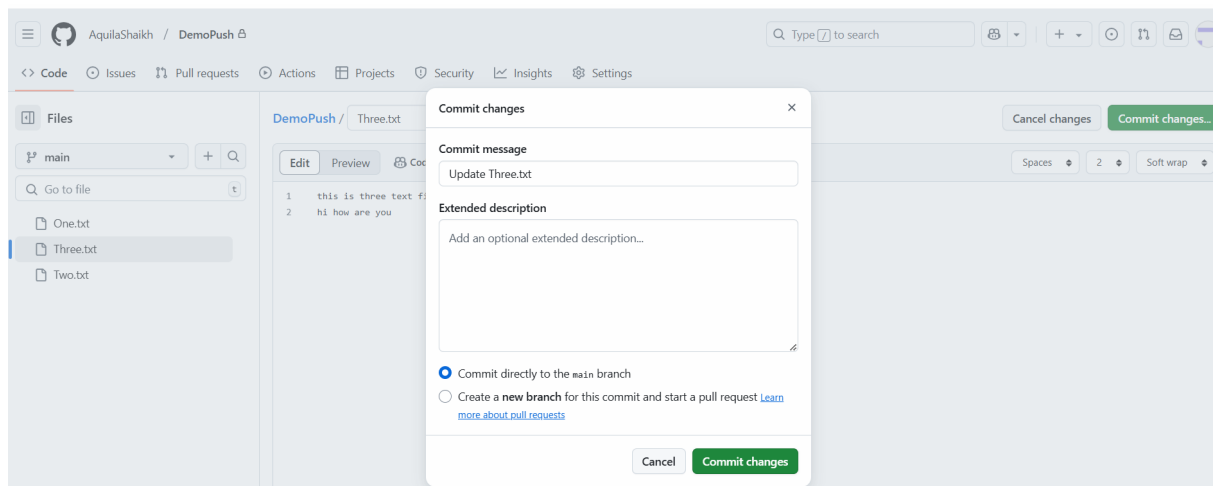 AquilaShaikh / DemoPush
Type / to search
<> Code Issues Pull requests Actions Projects Security Insights Settings
Files
main
Go to file
t
One.txt
Three.txt
Two.txt
DemoPush / Three.txt
Cancel changes
Commit changes...
Edit Preview
Spaces 2 Soft wrap
1 this is three text
2 hi how are you
Commit changes
Commit message
Update Three.txt
Extended description
Add an optional extended description...
Commit directly to the main branch
Create a new branch for this commit and start a pull request Learn
more about pull requests
Cancel Commit changes